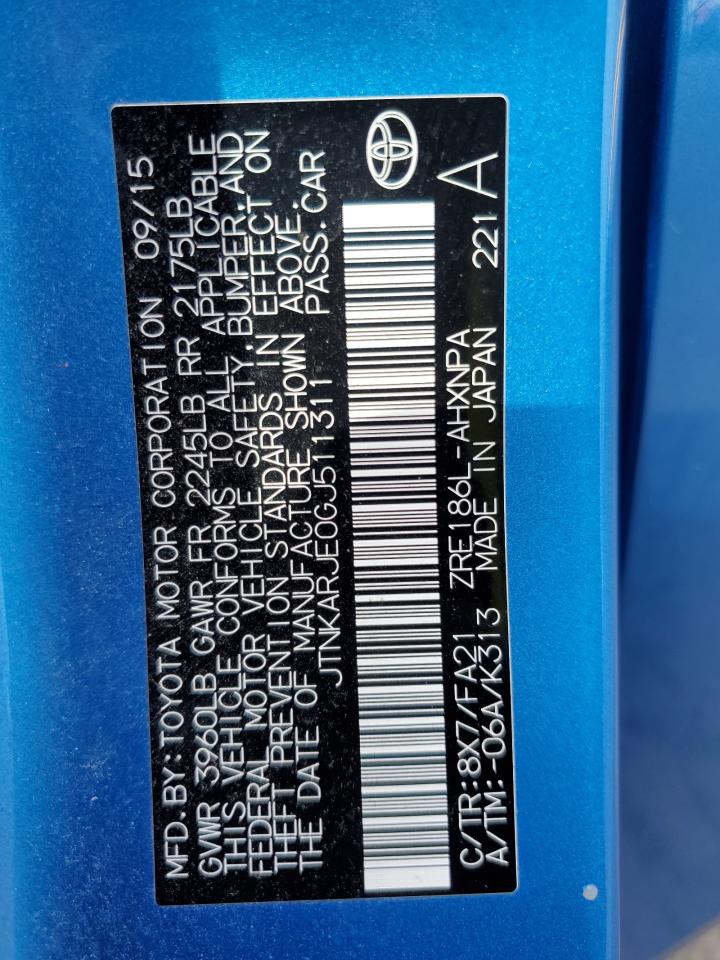 MFD. BY: TOYOTA MOTOR CORPORATION 09/15
GVWR 3960LB GAWR FR 2245LB RR 2175LB
THIS VEHICLE CONFORMS TO ALL APPLICABLE
FEDERAL MOTOR VEHICLE SAFETY, BUMPER, AND
THEFT PREVENTION STANDARDS IN EFFECT ON
THE DATE OF MANUFACTURE SHOWN ABOVE.
JTNKARJE0GJ511311 PASS. CAR
C/TR: 8X7/FA21 ZRE186L-AHXNPA
A/TM: -06A/K313 MADE IN JAPAN 221 A